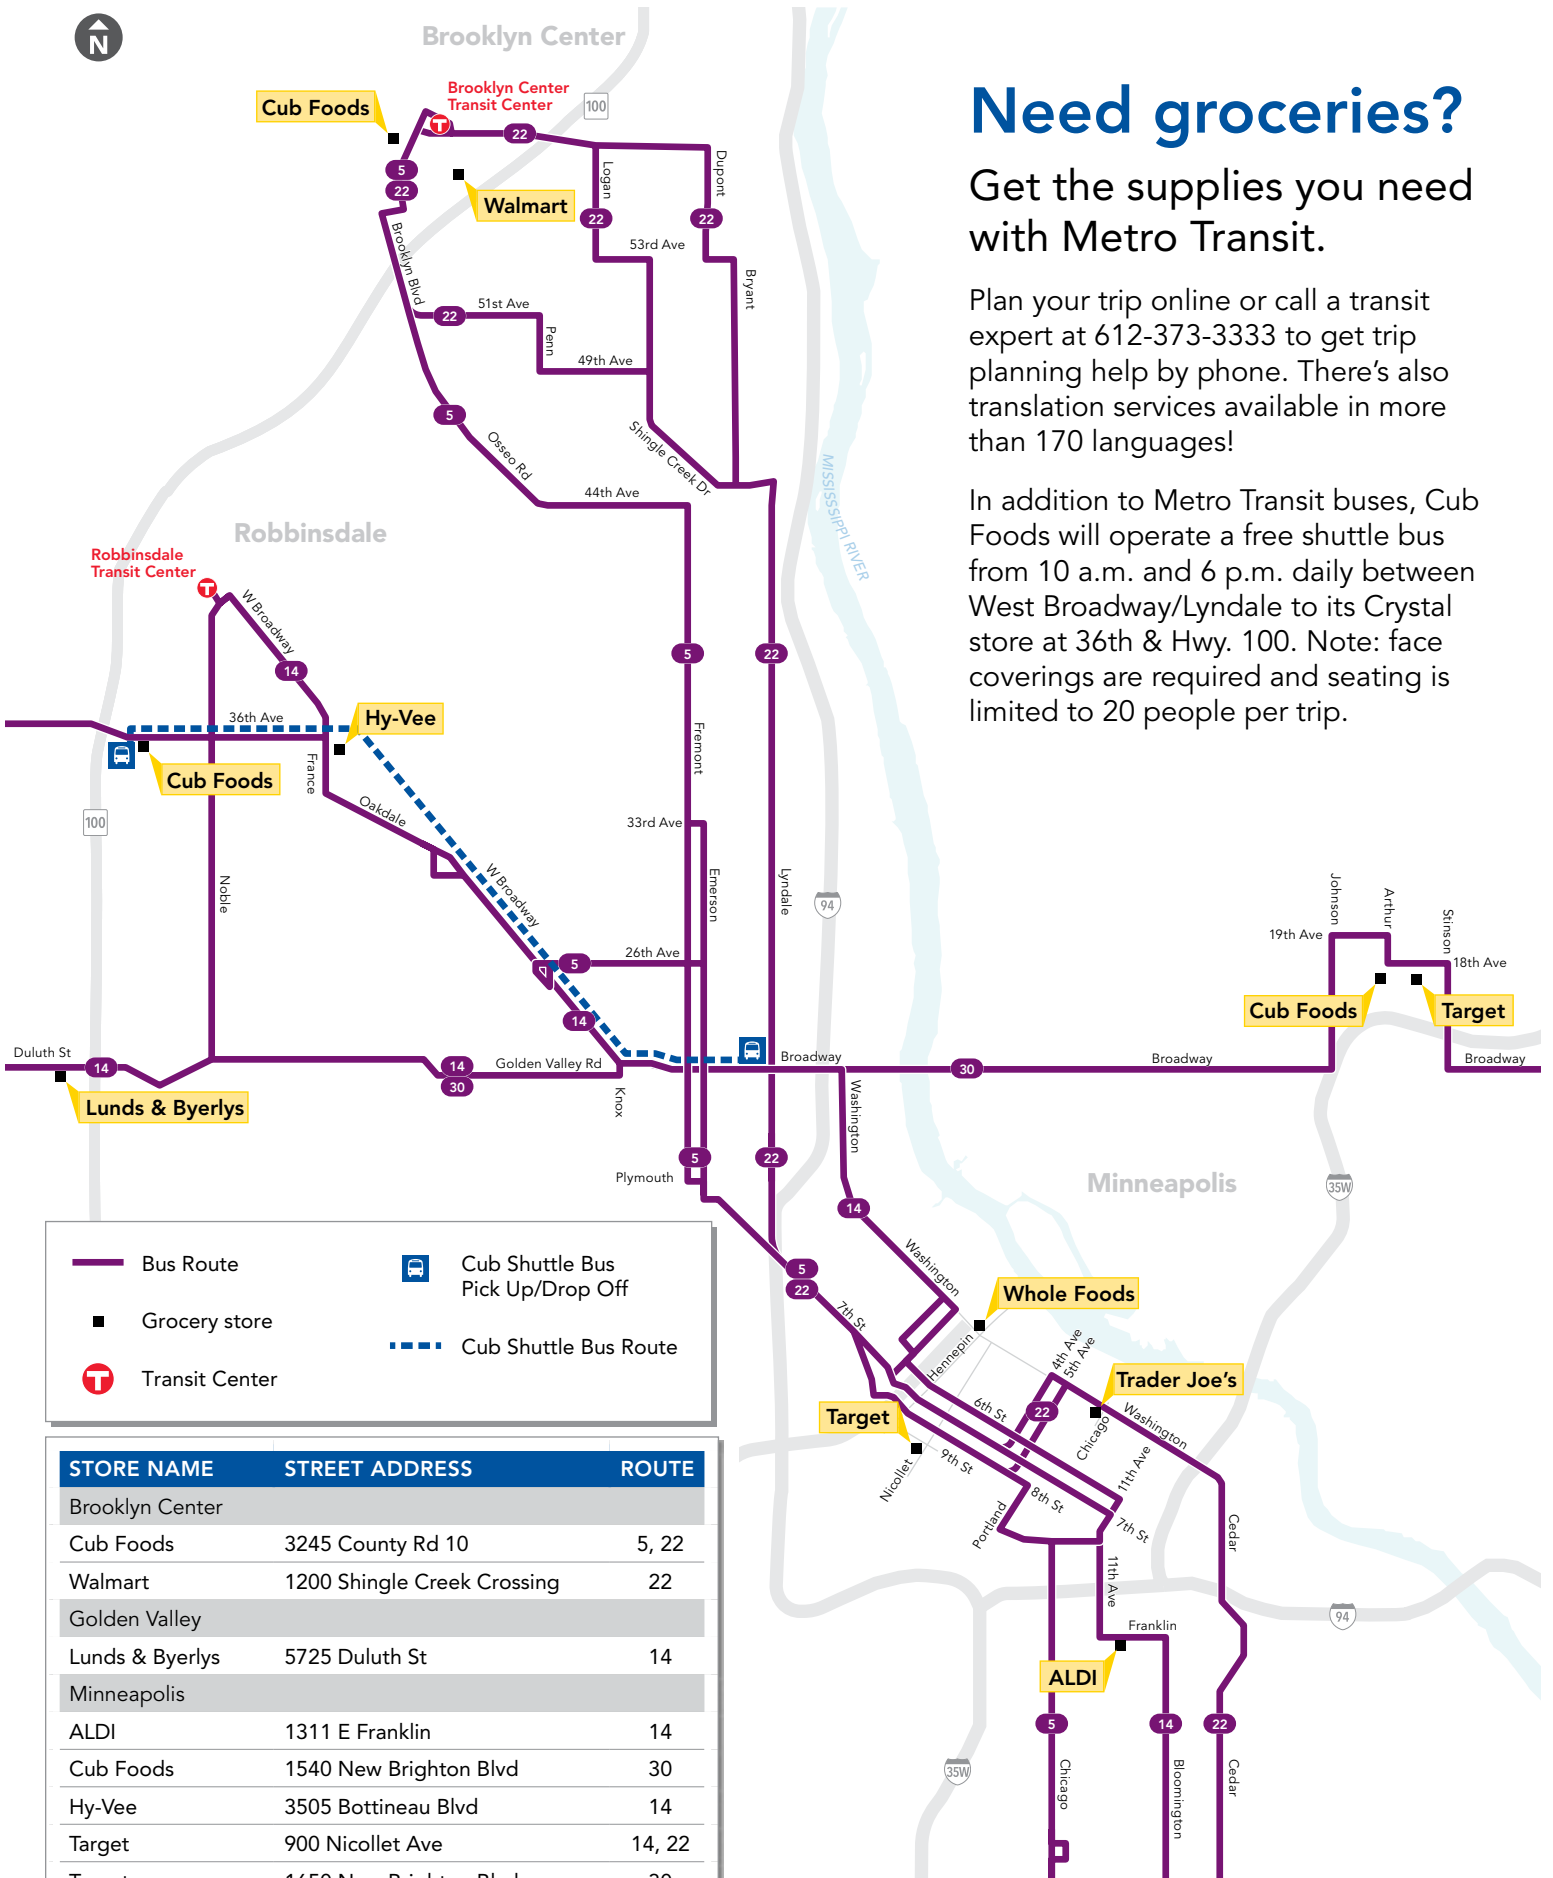 N
Brooklyn Center
Brooklyn Center
Transit Center
Cub Foods
100
22
5
22
Walmart
Logan
Dupont
22
22
53rd Ave
Brooklyn Blvd
Bryant
51st Ave
22
Penn
49th Ave
5
Osseo Rd
Shingle Creek Dr
44th Ave
MISSISSIPPI RIVER
Need groceries?
Get the supplies you need
with Metro Transit.
Plan your trip online or call a transit
expert at 612-373-3333 to get trip
planning help by phone. There’s also
translation services available in more
than 170 languages!
In addition to Metro Transit buses, Cub
Foods will operate a free shuttle bus
from 10 a.m. and 6 p.m. daily between
West Broadway/Lyndale to its Crystal
store at 36th & Hwy. 100. Note: face
coverings are required and seating is
limited to 20 people per trip.
Robbinsdale
Robbinsdale
Transit Center
T
W Broadway
14
5
22
36th Ave
Hy-Vee
Cub Foods
France
Fremont
Oakdale
100
33rd Ave
Noble
W Broadway
Emerson
Lyndale
94
26th Ave
5
14
Johnson
Arthur
Stinson
19th Ave
18th Ave
Cub Foods
Target
Duluth St
14
14
30
Golden Valley Rd
Broadway
30
Broadway
Broadway
Lunds & Byerlys
Knox
Washington
5
22
Plymouth
Minneapolis
35W
14
Washington
5
22
7th St
Whole Foods
Hennepin
4th Ave
5th Ave
Trader Joe’s
Target
6th St
22
Chicago
Washington
Nicollet
9th St
11th Ave
8th St
7th St
Portland
Cedar
11th Ave
94
Franklin
ALDI
5
14
22
35W
Chicago
Bloomington
Cedar
Bus Route
Grocery store
T
Transit Center
Cub Shuttle Bus
Pick Up/Drop Off
Cub Shuttle Bus Route
STORE NAME STREET ADDRESS ROUTE
Brooklyn Center
Cub Foods 3245 County Rd 10 5, 22
Walmart 1200 Shingle Creek Crossing 22
Golden Valley
Lunds & Byerlys 5725 Duluth St 14
Minneapolis
ALDI 1311 E Franklin 14
Cub Foods 1540 New Brighton Blvd 30
Hy-Vee 3505 Bottineau Blvd 14
Target 900 Nicollet Ave 14, 22